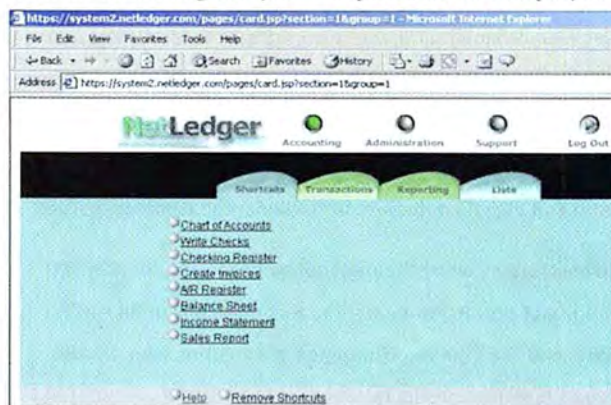 https://system2.netledger.com/pages/card.jsp?section=1&group=1 - Microsoft Internet Explorer
File Edit View Favorites Tools Help
Back Search Favorites History
Address https://system2.netledger.com/pages/card.jsp?section=1&group=1
NetLedger
Accounting Administration Support Log Out
Shortcuts Transactions Reporting Lists
Chart of Accounts
Write Checks
Checking Register
Create Invoices
A/R Register
Balance Sheet
Income Statement
Sales Report
Help Remove Shortcuts